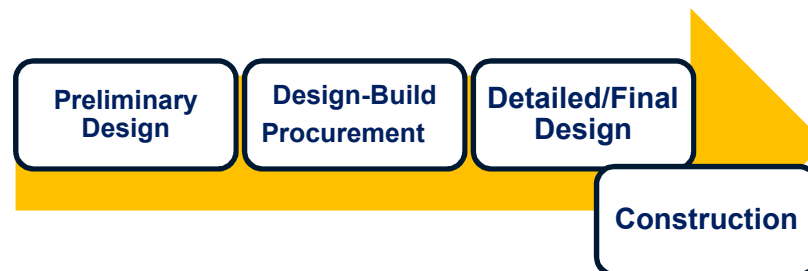 Preliminary
Design
Design-Build
Procurement
Detailed/Final
Design
Construction